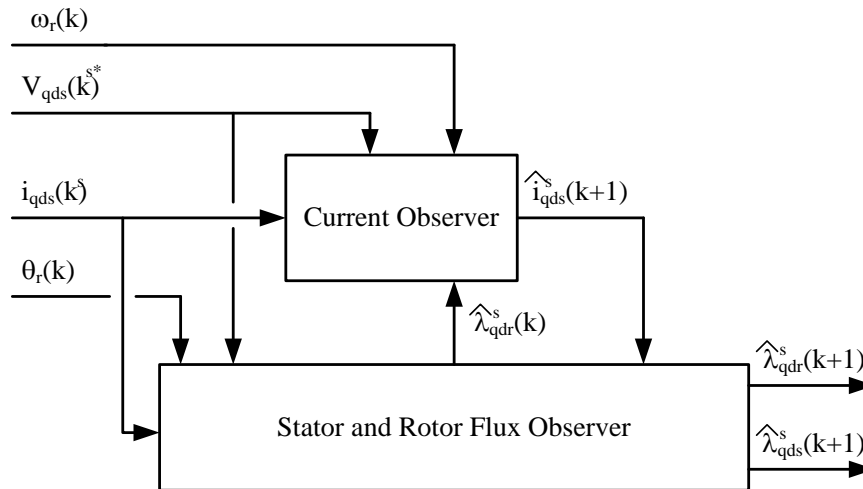 ωr(k)
Vqds(k)s*
iqds(k)s
θr(k)
îsqds(k+1)
Current Observer
λ̂sqdr(k)
λ̂sqdr(k+1)
Stator and Rotor Flux Observer
λ̂sqds(k+1)